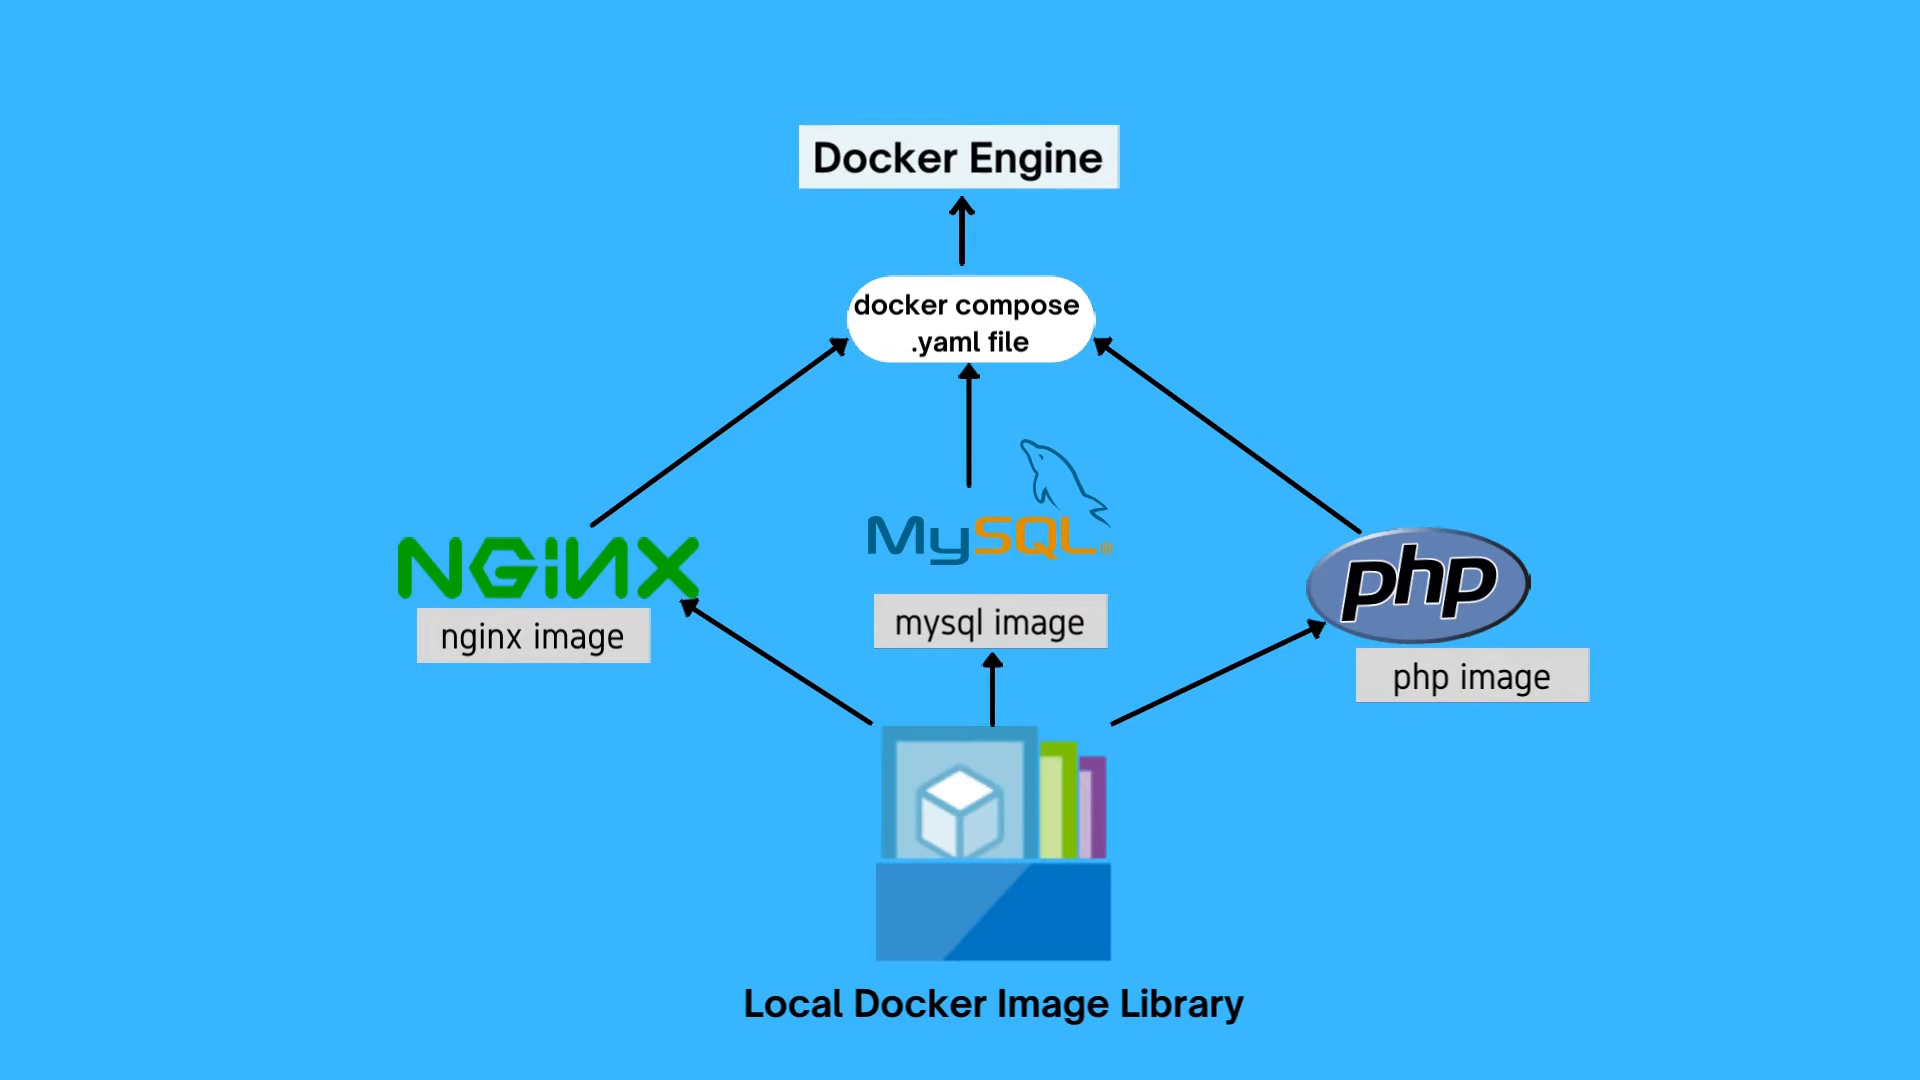 Docker Engine
docker compose
.yaml file
NGiNX
nginx image
MySQL®
mysql image
php
php image
Local Docker Image Library